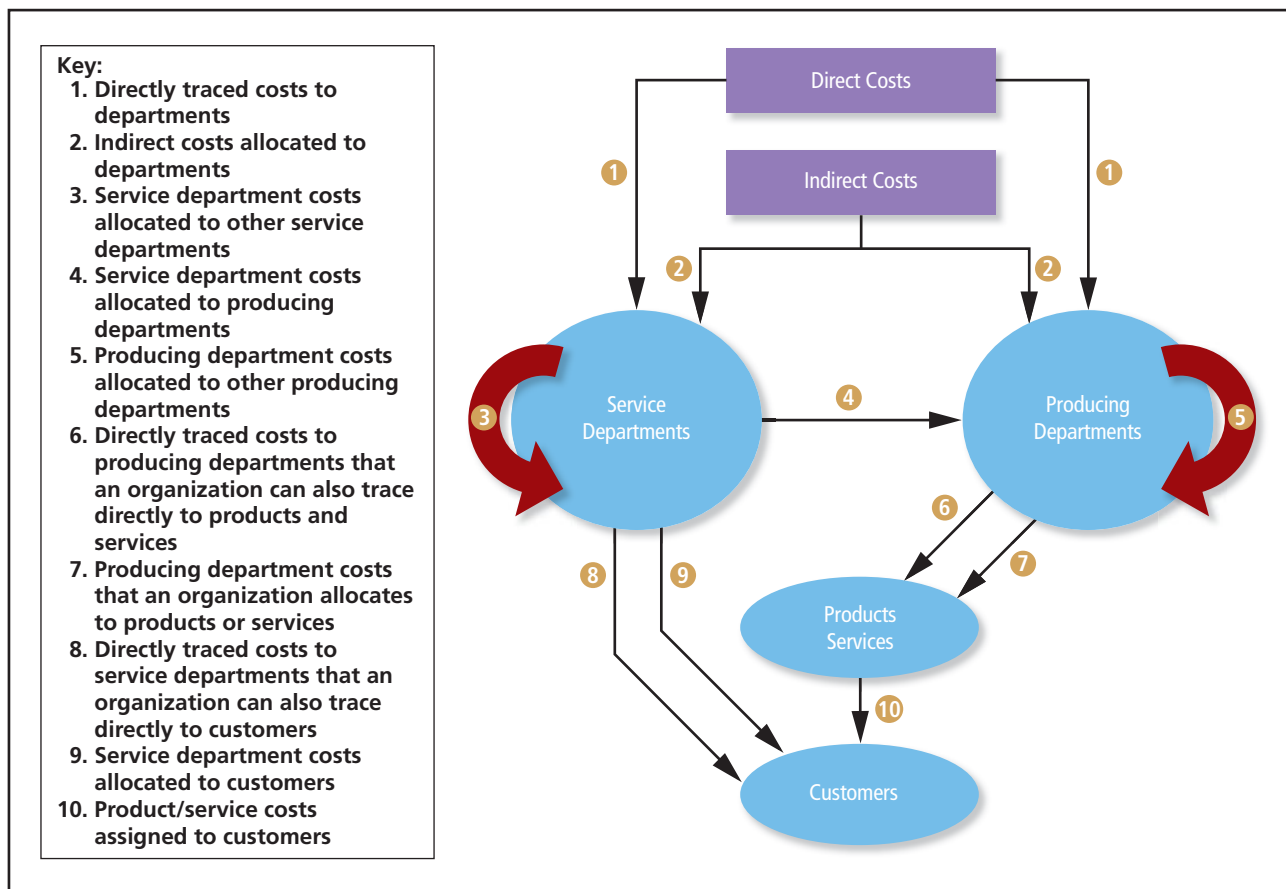 Key:
1. Directly traced costs to
departments
2. Indirect costs allocated to
departments
3. Service department costs
allocated to other service
departments
4. Service department costs
allocated to producing
departments
5. Producing department costs
allocated to other producing
departments
6. Directly traced costs to
producing departments that
an organization can also trace
directly to products and
services
7. Producing department costs
that an organization allocates
to products or services
8. Directly traced costs to
service departments that an
organization can also trace
directly to customers
9. Service department costs
allocated to customers
10. Product/service costs
assigned to customers
Direct Costs
1
1
Indirect Costs
2
2
Service
Departments
3
4
Producing
Departments
5
6
7
8
9
Products
Services
10
Customers